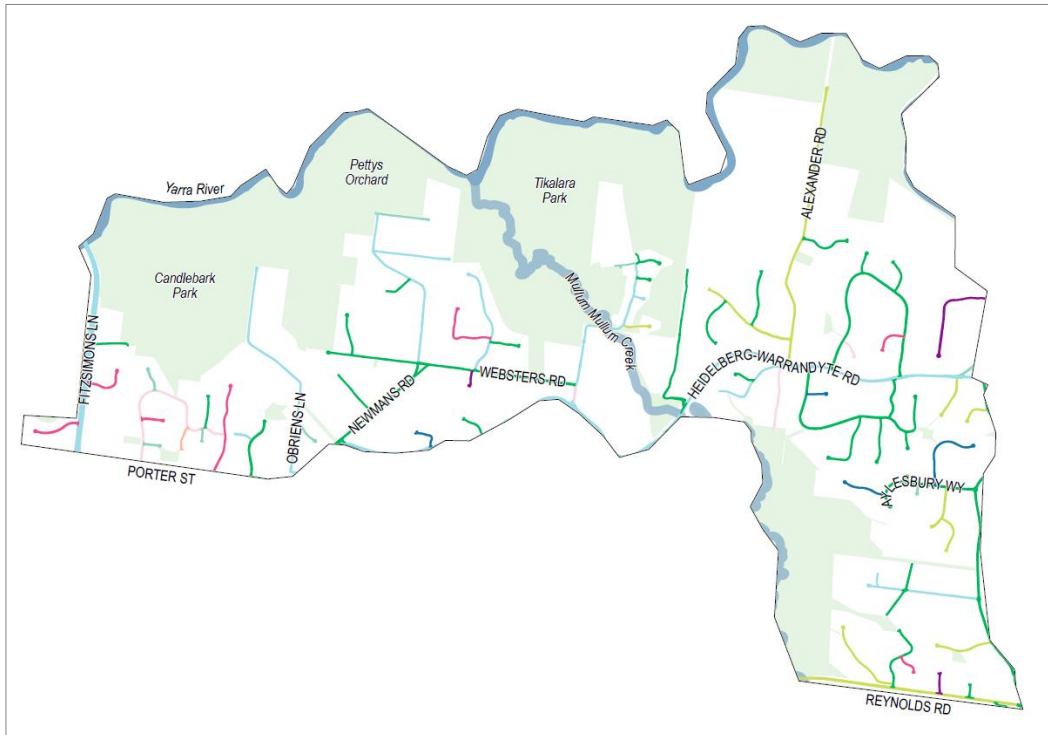 ALEXANDER RD
Pettys
Orchard
Tikalara
Park
Yarra River
Candlebark
Park
Mullum Mullum Creek
FITZSIMONS LN
HEIDELBERG-WARRANDYTE RD
WEBSTERS RD
NEWMANS RD
OBRIENS LN
PORTER ST
AYLESBURY WY
REYNOLDS RD